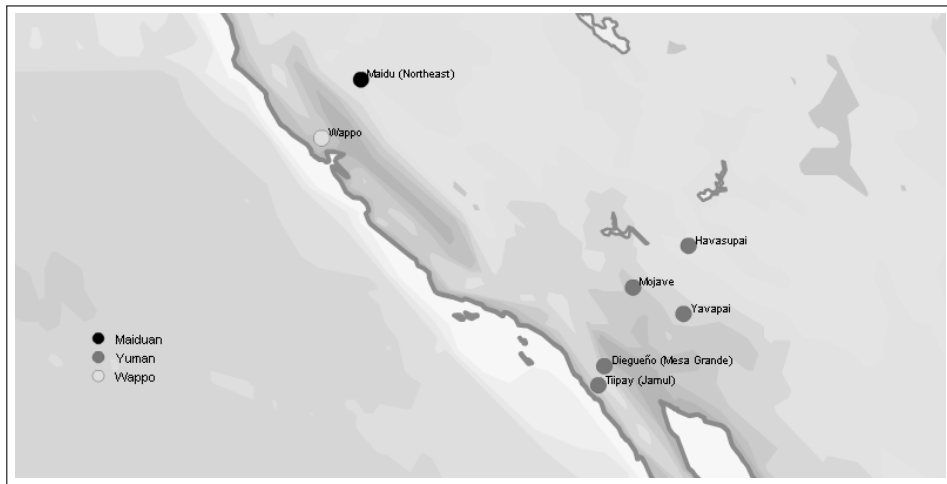 Maidu (Northeast)
Wappo
Havasupai
Mojave
Yavapai
Diegueño (Mesa Grande)
Tiipay (Jamul)
Maiduan
Yuman
Wappo